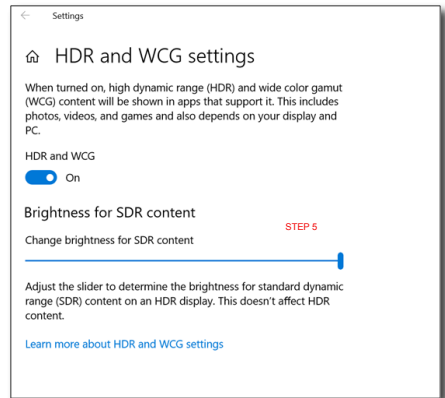 Settings
HDR and WCG settings
When turned on, high dynamic range (HDR) and wide color gamut
(WCG) content will be shown in apps that support it. This includes
photos, videos, and games and also depends on your display and
PC.
HDR and WCG
On
Brightness for SDR content
STEP 5
Change brightness for SDR content
Adjust the slider to determine the brightness for standard dynamic
range (SDR) content on an HDR display. This doesn't affect HDR
content.
Learn more about HDR and WCG settings